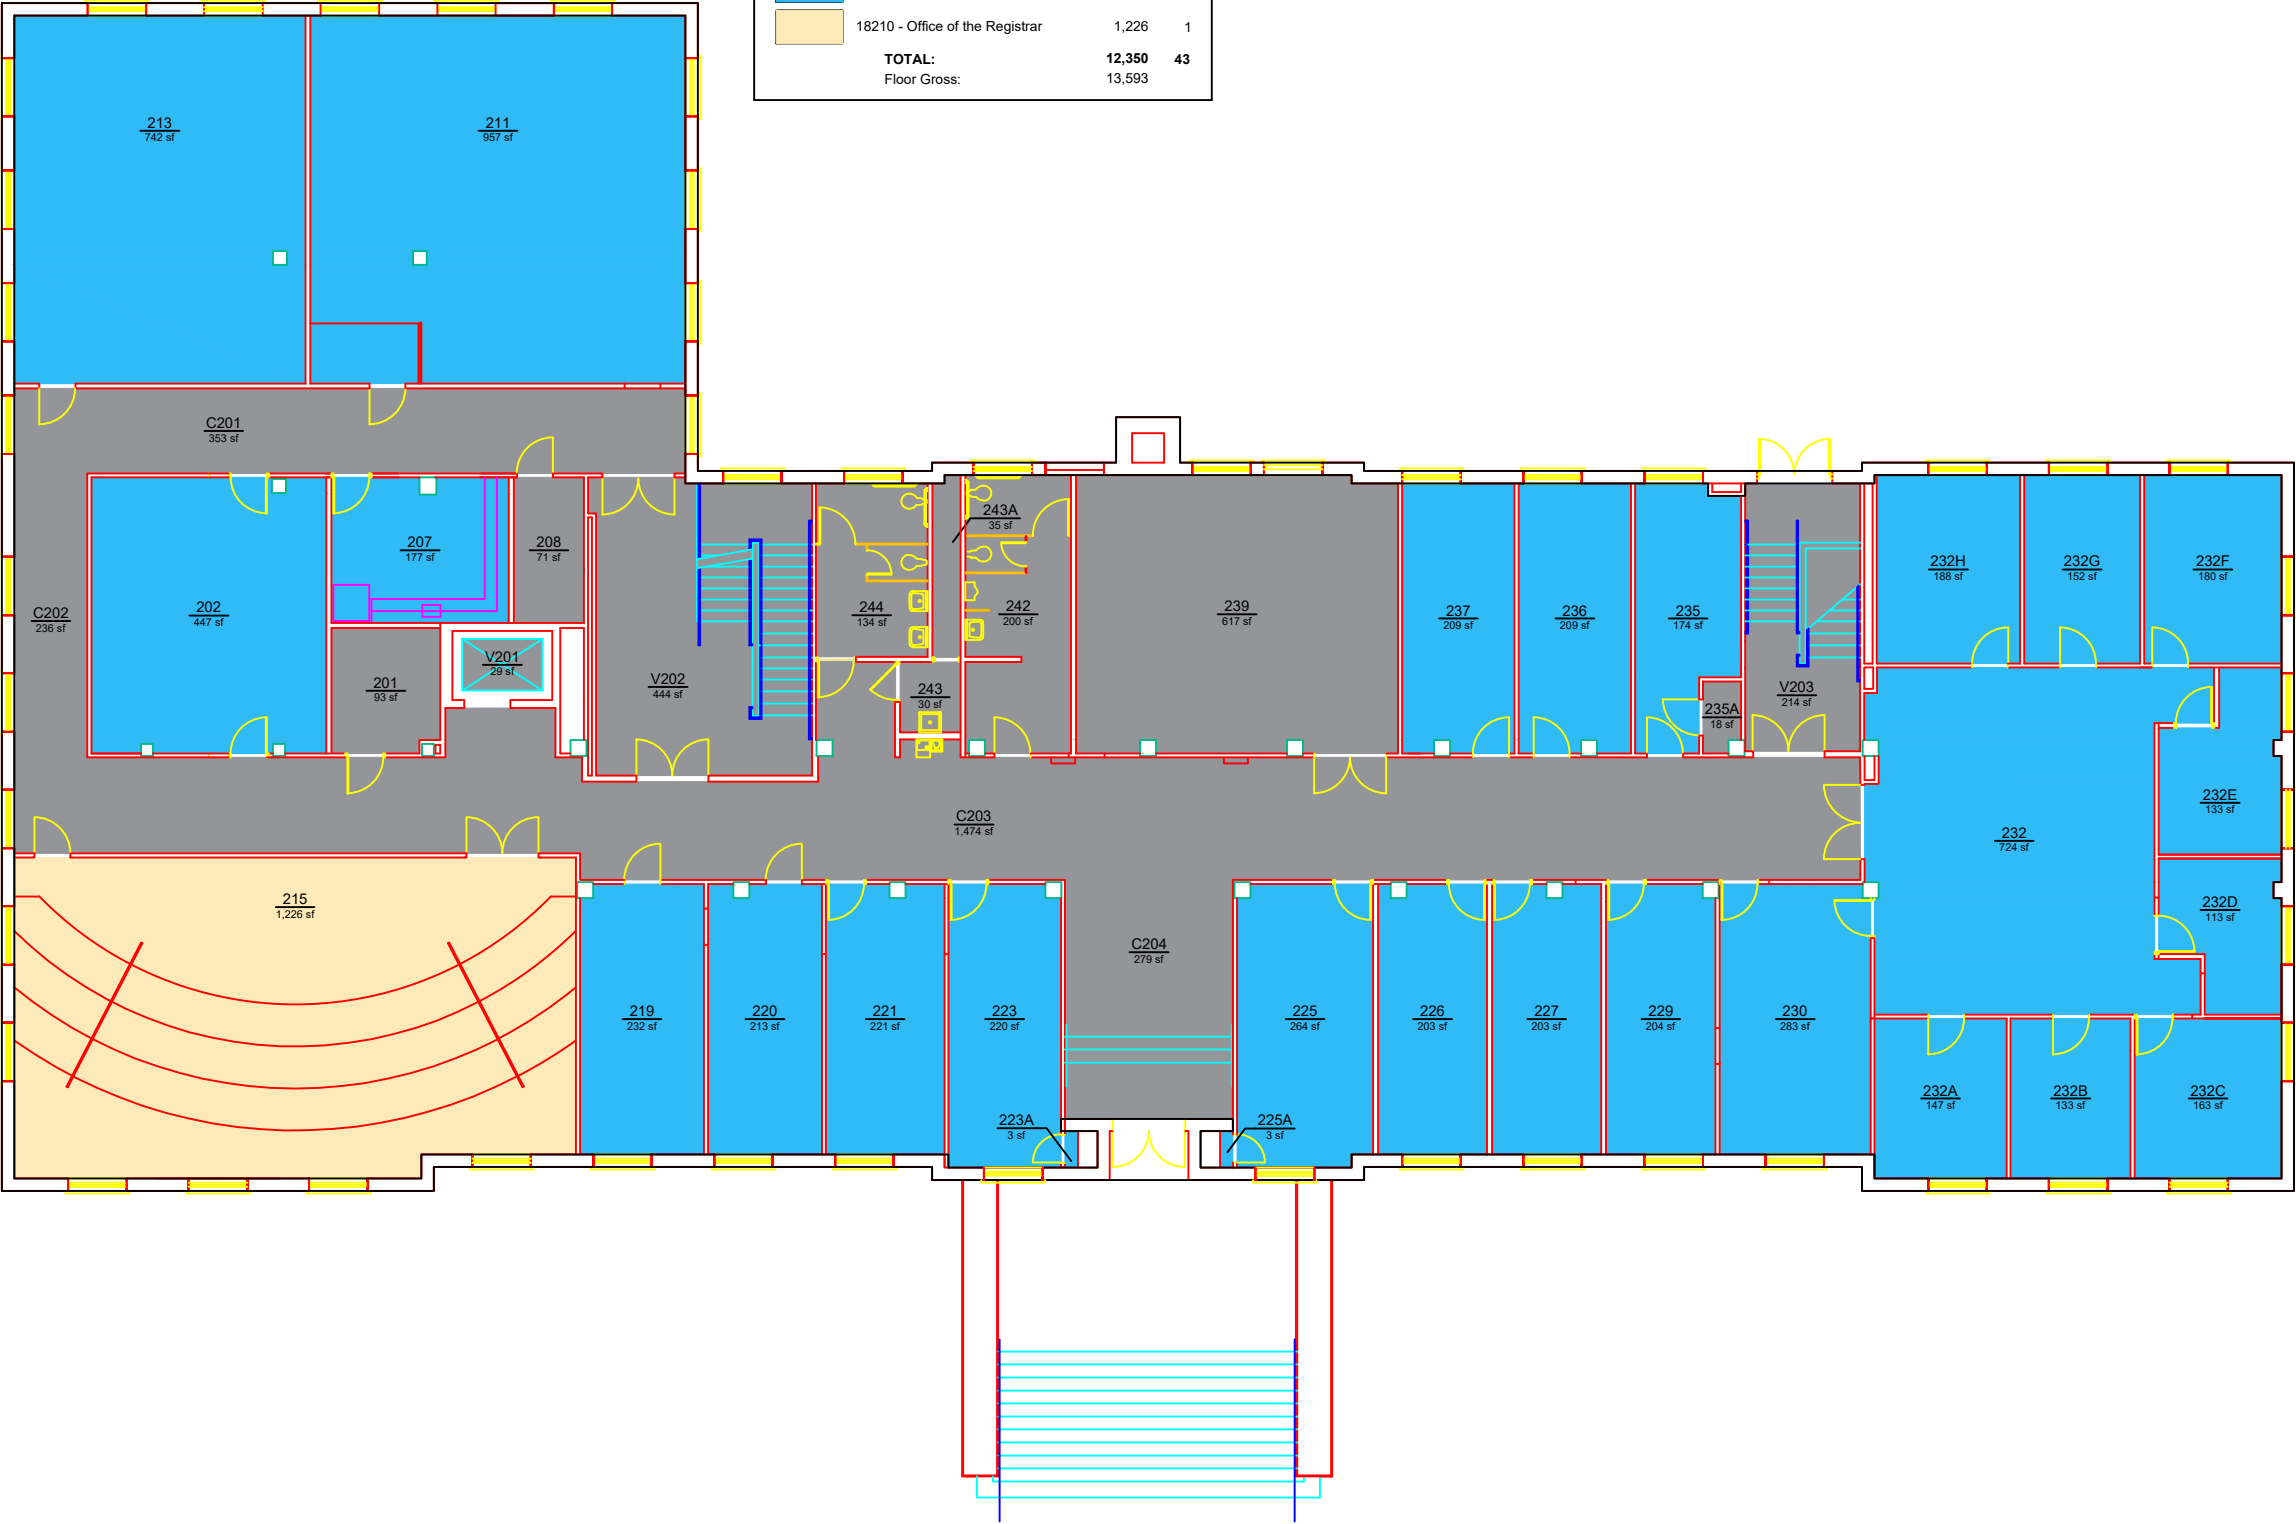 18210 - Office of the Registrar 1,226 1
TOTAL: 12,350 43
Floor Gross: 13,593
213
742 sf
211
957 sf
C201
353 sf
C202
236 sf
202
447 sf
207
177 sf
208
71 sf
201
93 sf
V201
29 sf
V202
444 sf
244
134 sf
243A
35 sf
242
200 sf
243
30 sf
239
617 sf
237
209 sf
236
209 sf
235
174 sf
235A
18 sf
V203
214 sf
232H
188 sf
232G
152 sf
232F
180 sf
232E
133 sf
232
724 sf
232D
113 sf
C203
1,474 sf
C204
279 sf
215
1,226 sf
219
232 sf
220
213 sf
221
221 sf
223
220 sf
223A
3 sf
225A
3 sf
225
264 sf
226
203 sf
227
203 sf
229
204 sf
230
283 sf
232A
147 sf
232B
133 sf
232C
163 sf